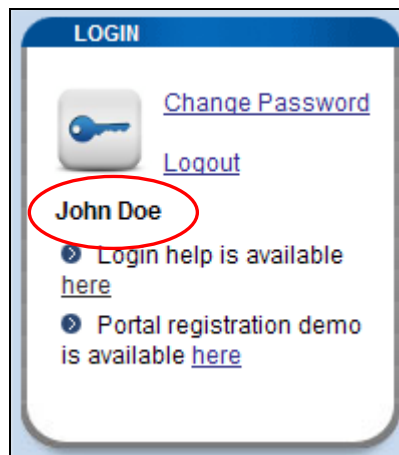 LOGIN
Change Password
Logout
John Doe
Login help is available
here
Portal registration demo
is available here